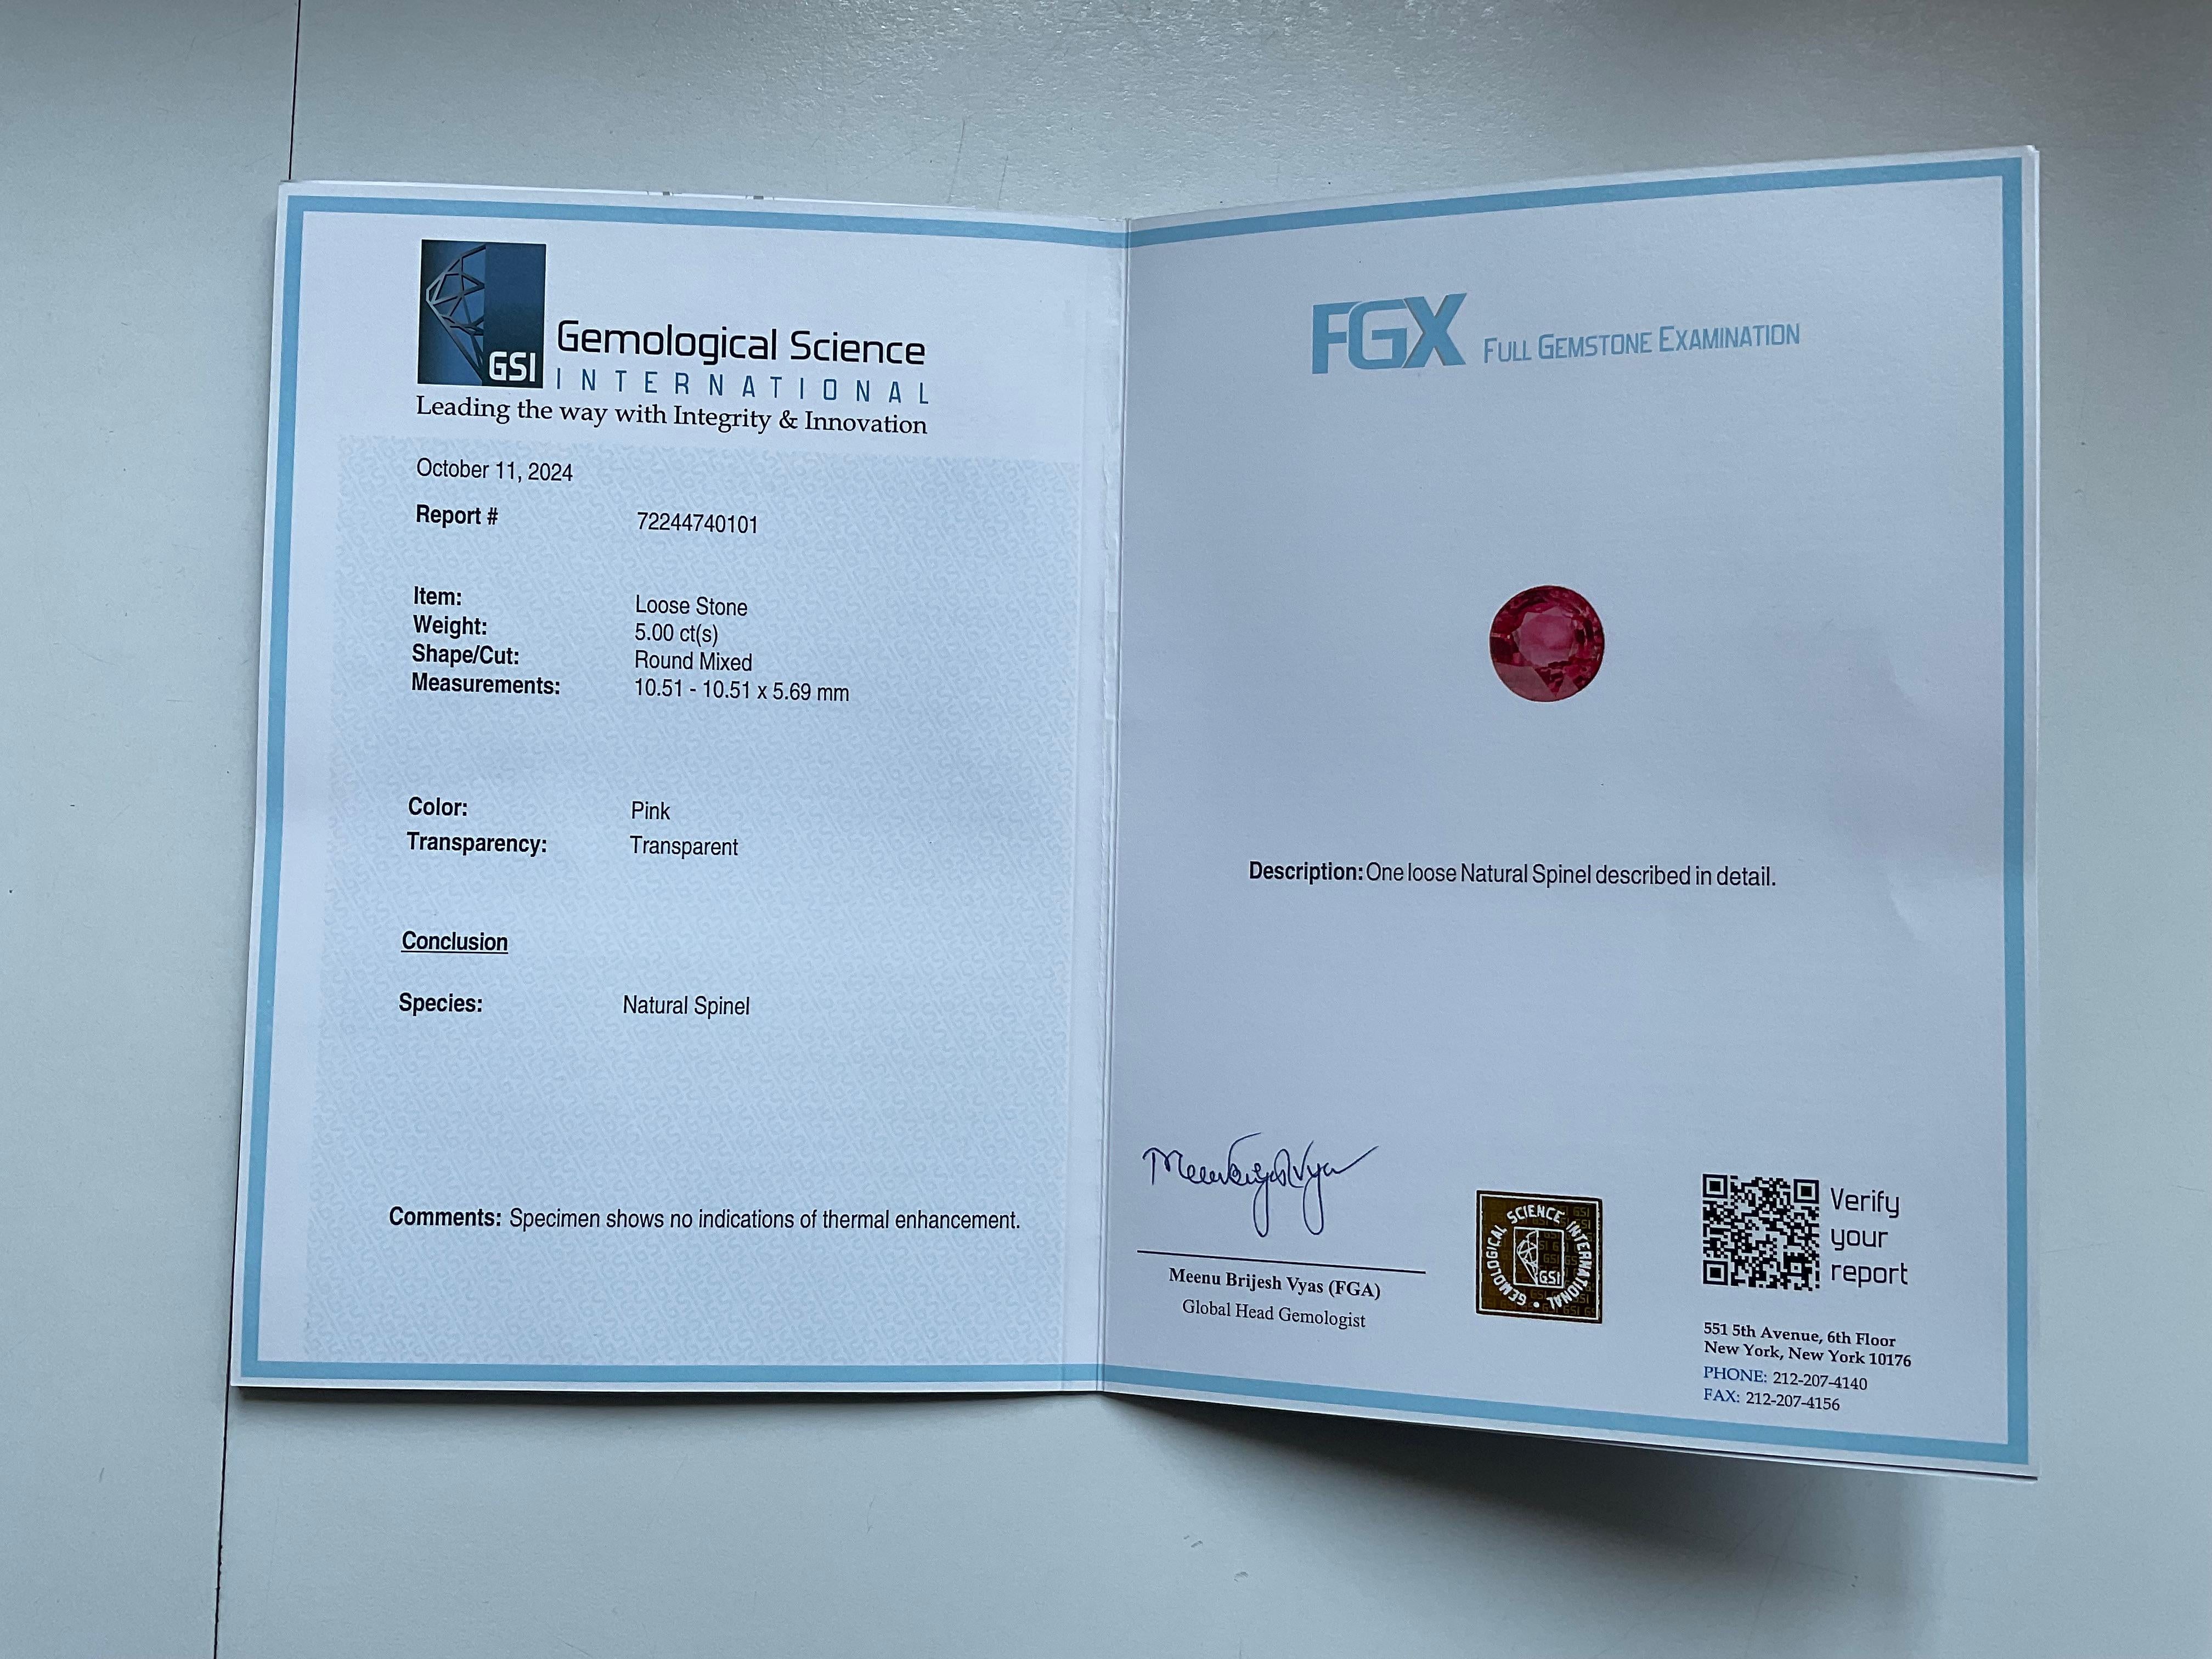 GSI
Gemological Science
INTERNATIONAL
Leading the way with Integrity & Innovation
October 11, 2024
Report # 72244740101
Item: Loose Stone
Weight: 5.00 ct(s)
Shape/Cut: Round Mixed
Measurements: 10.51 - 10.51 x 5.69 mm
Color: Pink
Transparency: Transparent
Conclusion
Species: Natural Spinel
Comments: Specimen shows no indications of thermal enhancement.
FGX FULL GEMSTONE EXAMINATION
Description: One loose Natural Spinel described in detail.
Meenu Brijesh Vyas (FGA)
Global Head Gemologist
GEMOLOGICAL SCIENCE INTERNATIONAL
GSI
Verify
your
report
551 5th Avenue, 6th Floor
New York, New York 10176
PHONE: 212-207-4140
FAX: 212-207-4156